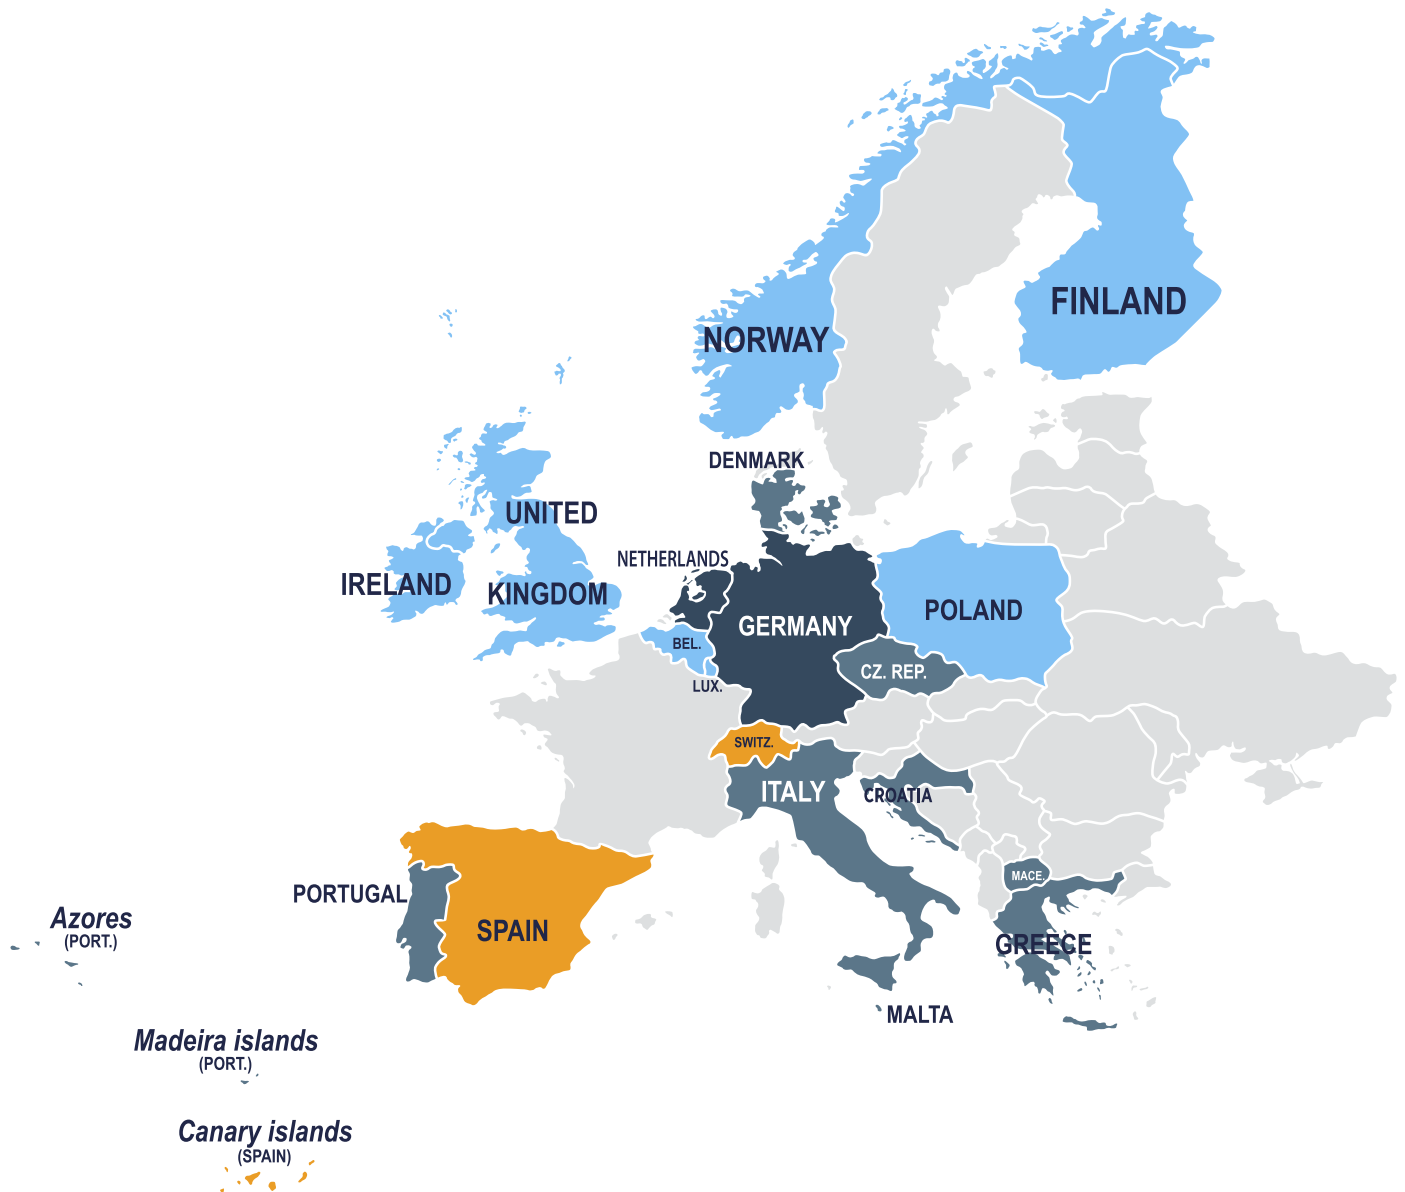 FINLAND
NORWAY
DENMARK
UNITED
KINGDOM
NETHERLANDS
IRELAND
GERMANY
POLAND
BEL.
LUX.
CZ. REP.
SWITZ.
ITALY
CROATIA
MACE.
PORTUGAL
SPAIN
GREECE
MALTA
Azores
(PORT.)
Madeira islands
(PORT.)
Canary islands
(SPAIN)